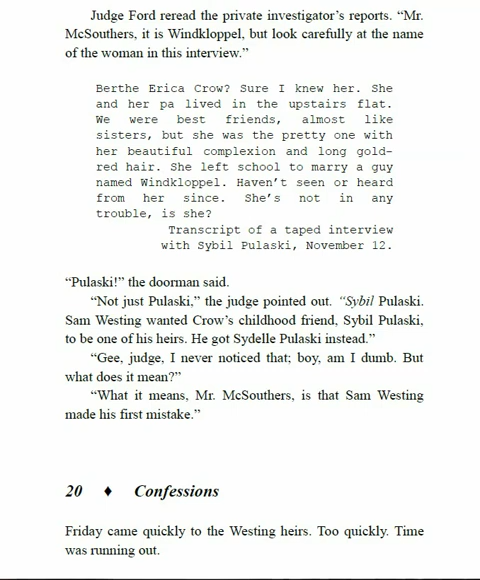 Judge Ford reread the private investigator's reports. “Mr.
McSouthers, it is Windkloppel, but look carefully at the name
of the woman in this interview.”
Berthe Erica Crow? Sure I knew her. She
and her pa lived in the upstairs flat.
We were best friends, almost like
sisters, but she was the pretty one with
her beautiful complexion and long gold-
red hair. She left school to marry a guy
named Windkloppel. Haven't seen or heard
from her since. She's not in any
trouble, is she?
Transcript of a taped interview
with Sybil Pulaski, November 12.
“Pulaski!” the doorman said.
“Not just Pulaski,” the judge pointed out. “Sybil Pulaski.
Sam Westing wanted Crow's childhood friend, Sybil Pulaski,
to be one of his heirs. He got Sydelle Pulaski instead.”
“Gee, judge, I never noticed that; boy, am I dumb. But
what does it mean?”
“What it means, Mr. McSouthers, is that Sam Westing
made his first mistake.”
20 ♦ Confessions
Friday came quickly to the Westing heirs. Too quickly. Time
was running out.